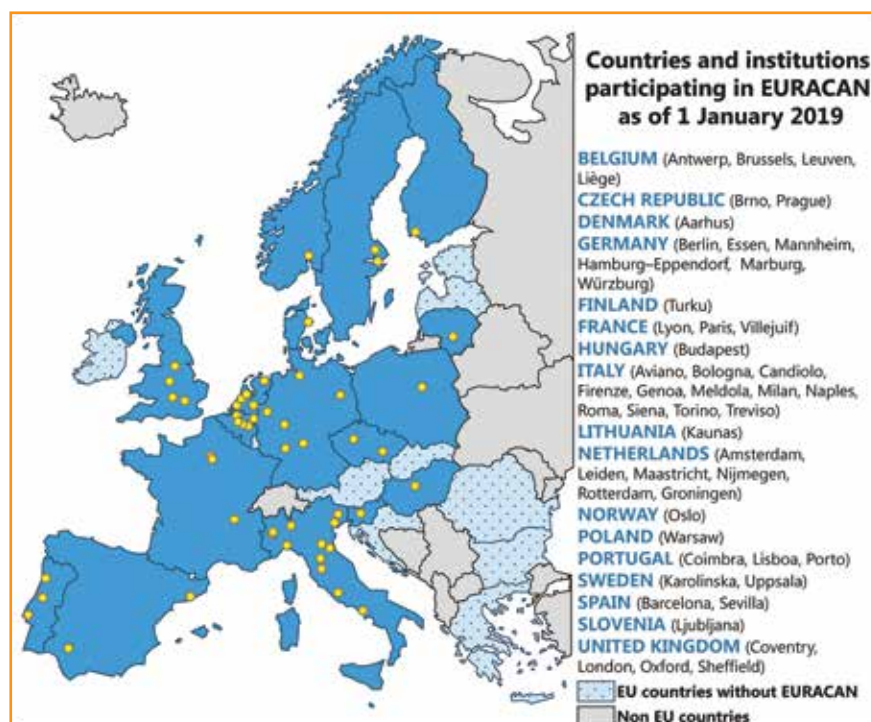 Countries and institutions
participating in EURACAN
as of 1 January 2019
BELGIUM (Antwerp, Brussels, Leuven,
Liège)
CZECH REPUBLIC (Brno, Prague)
DENMARK (Aarhus)
GERMANY (Berlin, Essen, Mannheim,
Hamburg–Eppendorf, Marburg,
Würzburg)
FINLAND (Turku)
FRANCE (Lyon, Paris, Villejuif)
HUNGARY (Budapest)
ITALY (Aviano, Bologna, Candiolo,
Firenze, Genoa, Meldola, Milan, Naples,
Roma, Siena, Torino, Treviso)
LITHUANIA (Kaunas)
NETHERLANDS (Amsterdam,
Leiden, Maastricht, Nijmegen,
Rotterdam, Groningen)
NORWAY (Oslo)
POLAND (Warsaw)
PORTUGAL (Coimbra, Lisboa, Porto)
SWEDEN (Karolinska, Uppsala)
SPAIN (Barcelona, Sevilla)
SLOVENIA (Ljubljana)
UNITED KINGDOM (Coventry,
London, Oxford, Sheffield)
EU countries without EURACAN
Non EU countries